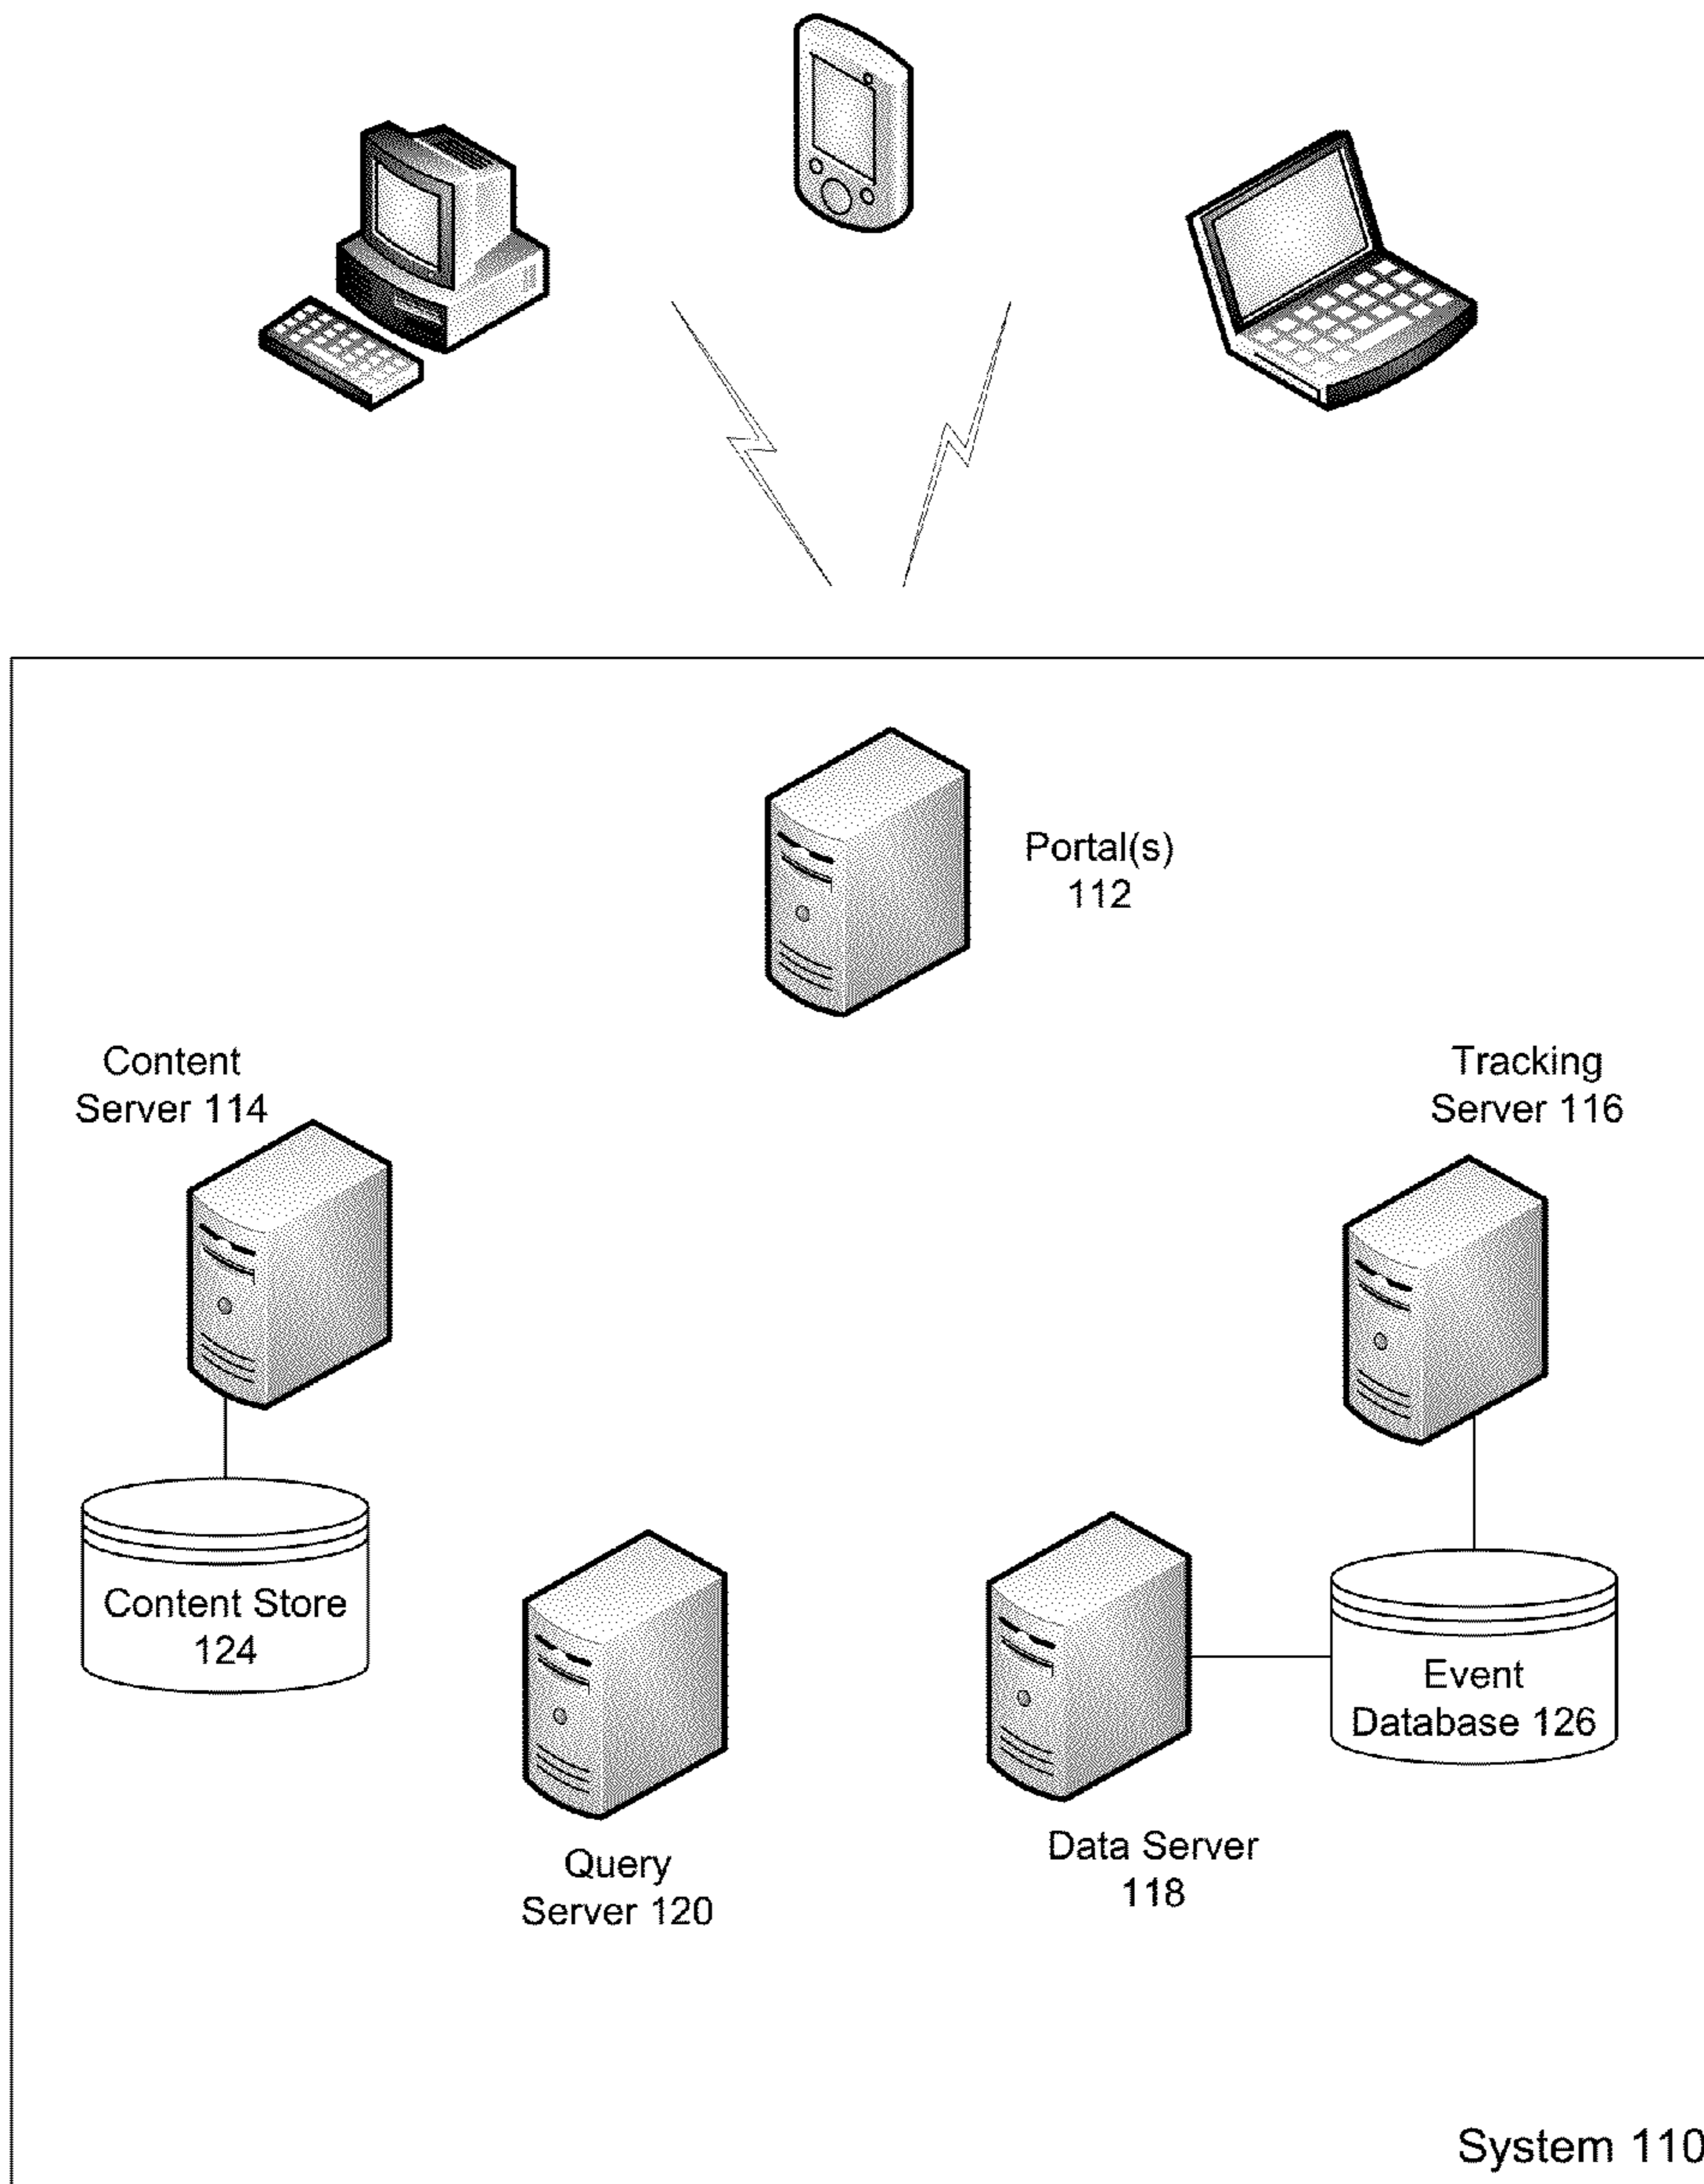 Portal(s)
112
Content
Server 114
Tracking
Server 116
Content Store
124
Event
Database 126
Query
Server 120
Data Server
118
System 110